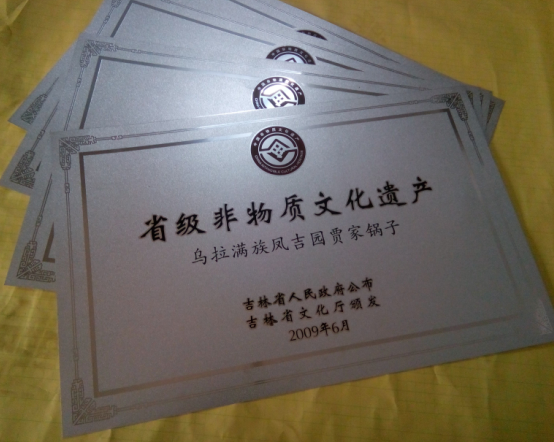 省级非物质文化遗产
乌拉满族凤吉园贾家锅子
吉林省人民政府公布
吉林省文化厅颁发
2009年6月